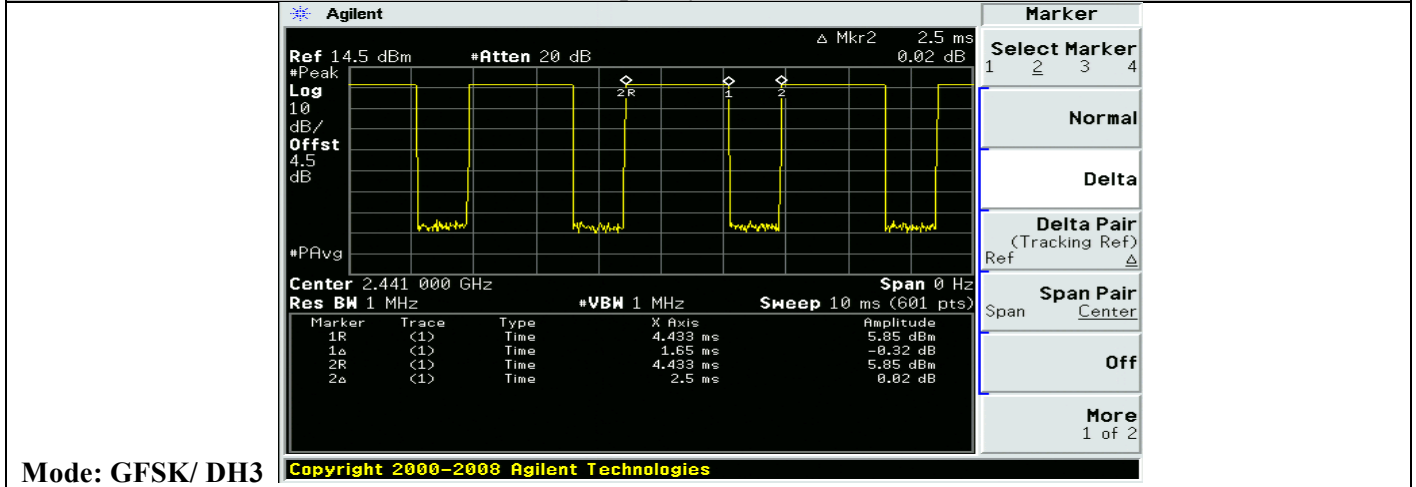 Agilent
Marker
Δ Mkr2 2.5 ms
Ref 14.5 dBm #Atten 20 dB 0.02 dB
#Peak
Log
10
dB/
Offst
4.5
dB
#PAvg
2R 1 2
Center 2.441 000 GHz Span 0 Hz
Res BW 1 MHz #VBW 1 MHz Sweep 10 ms (601 pts)
Marker Trace Type X Axis Amplitude
1R (1) Time 4.433 ms 5.85 dBm
1Δ (1) Time 1.65 ms -0.32 dB
2R (1) Time 4.433 ms 5.85 dBm
2Δ (1) Time 2.5 ms 0.02 dB
Select Marker
1 2 3 4
Normal
Delta
Delta Pair
(Tracking Ref)
Ref Δ
Span Pair
Span Center
Off
More
1 of 2
Mode: GFSK/ DH3
Copyright 2000-2008 Agilent Technologies